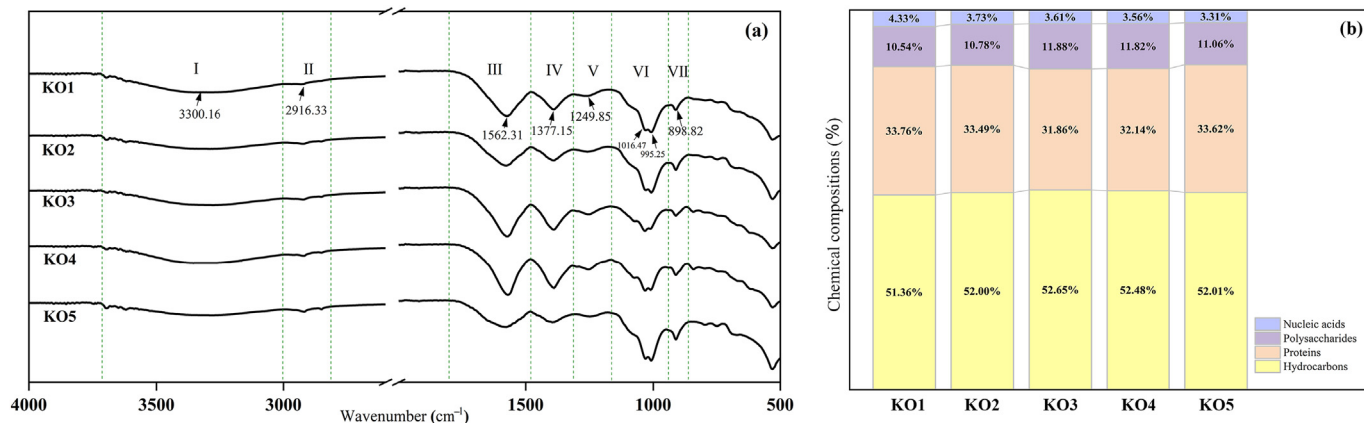 (a)
I II III IV V VI VII
KO1
3300.16 2916.33 1562.31 1377.15 1249.85 1016.47 995.25 898.82
KO2
KO3
KO4
KO5
4000 3500 3000 1500 1000 500
Wavenumber (cm⁻¹)
(b)
Chemical compositions (%)
4.33% 3.73% 3.61% 3.56% 3.31%
10.54% 10.78% 11.88% 11.82% 11.06%
33.76% 33.49% 31.86% 32.14% 33.62%
51.36% 52.00% 52.65% 52.48% 52.01%
Nucleic acids
Polysaccharides
Proteins
Hydrocarbons
KO1 KO2 KO3 KO4 KO5